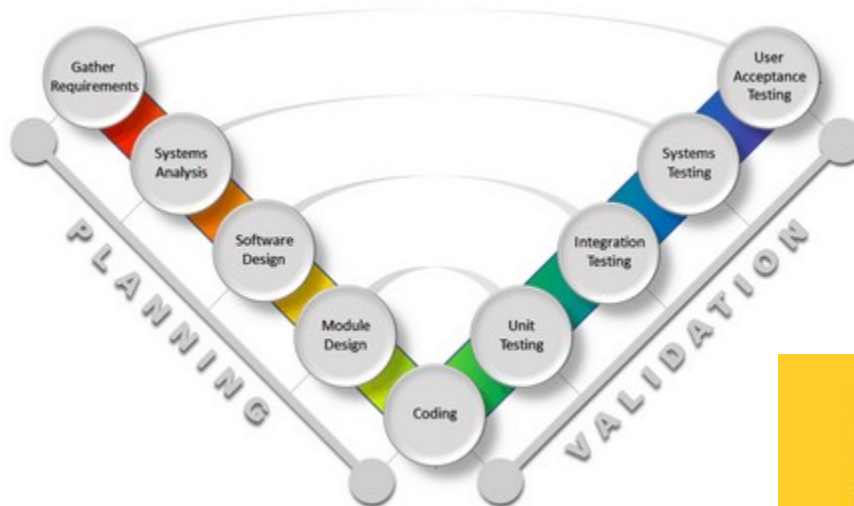 Gather
Requirements
Systems
Analysis
Software
Design
Module
Design
Coding
Unit
Testing
Integration
Testing
Systems
Testing
User
Acceptance
Testing
PLANNING
VALIDATION